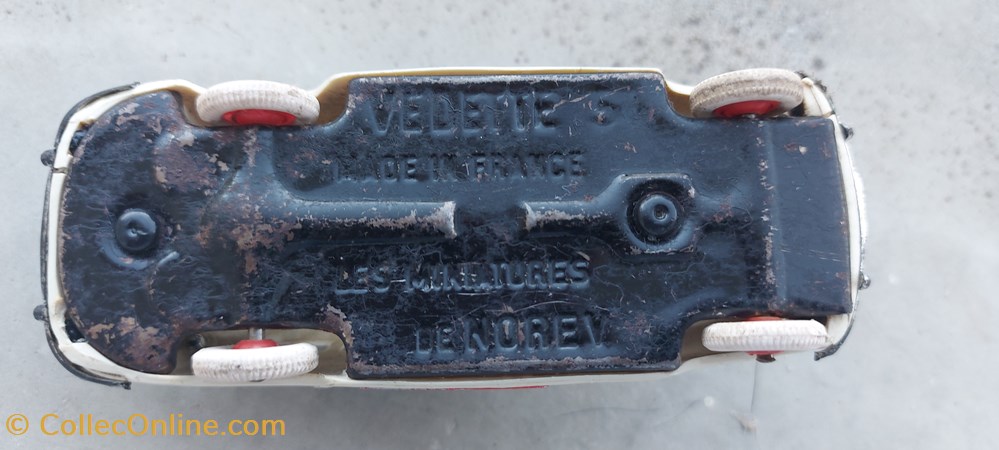 VEDETTE
MADE IN FRANCE
LES MINIATURES
DE NOREV
© CollecOnline.com